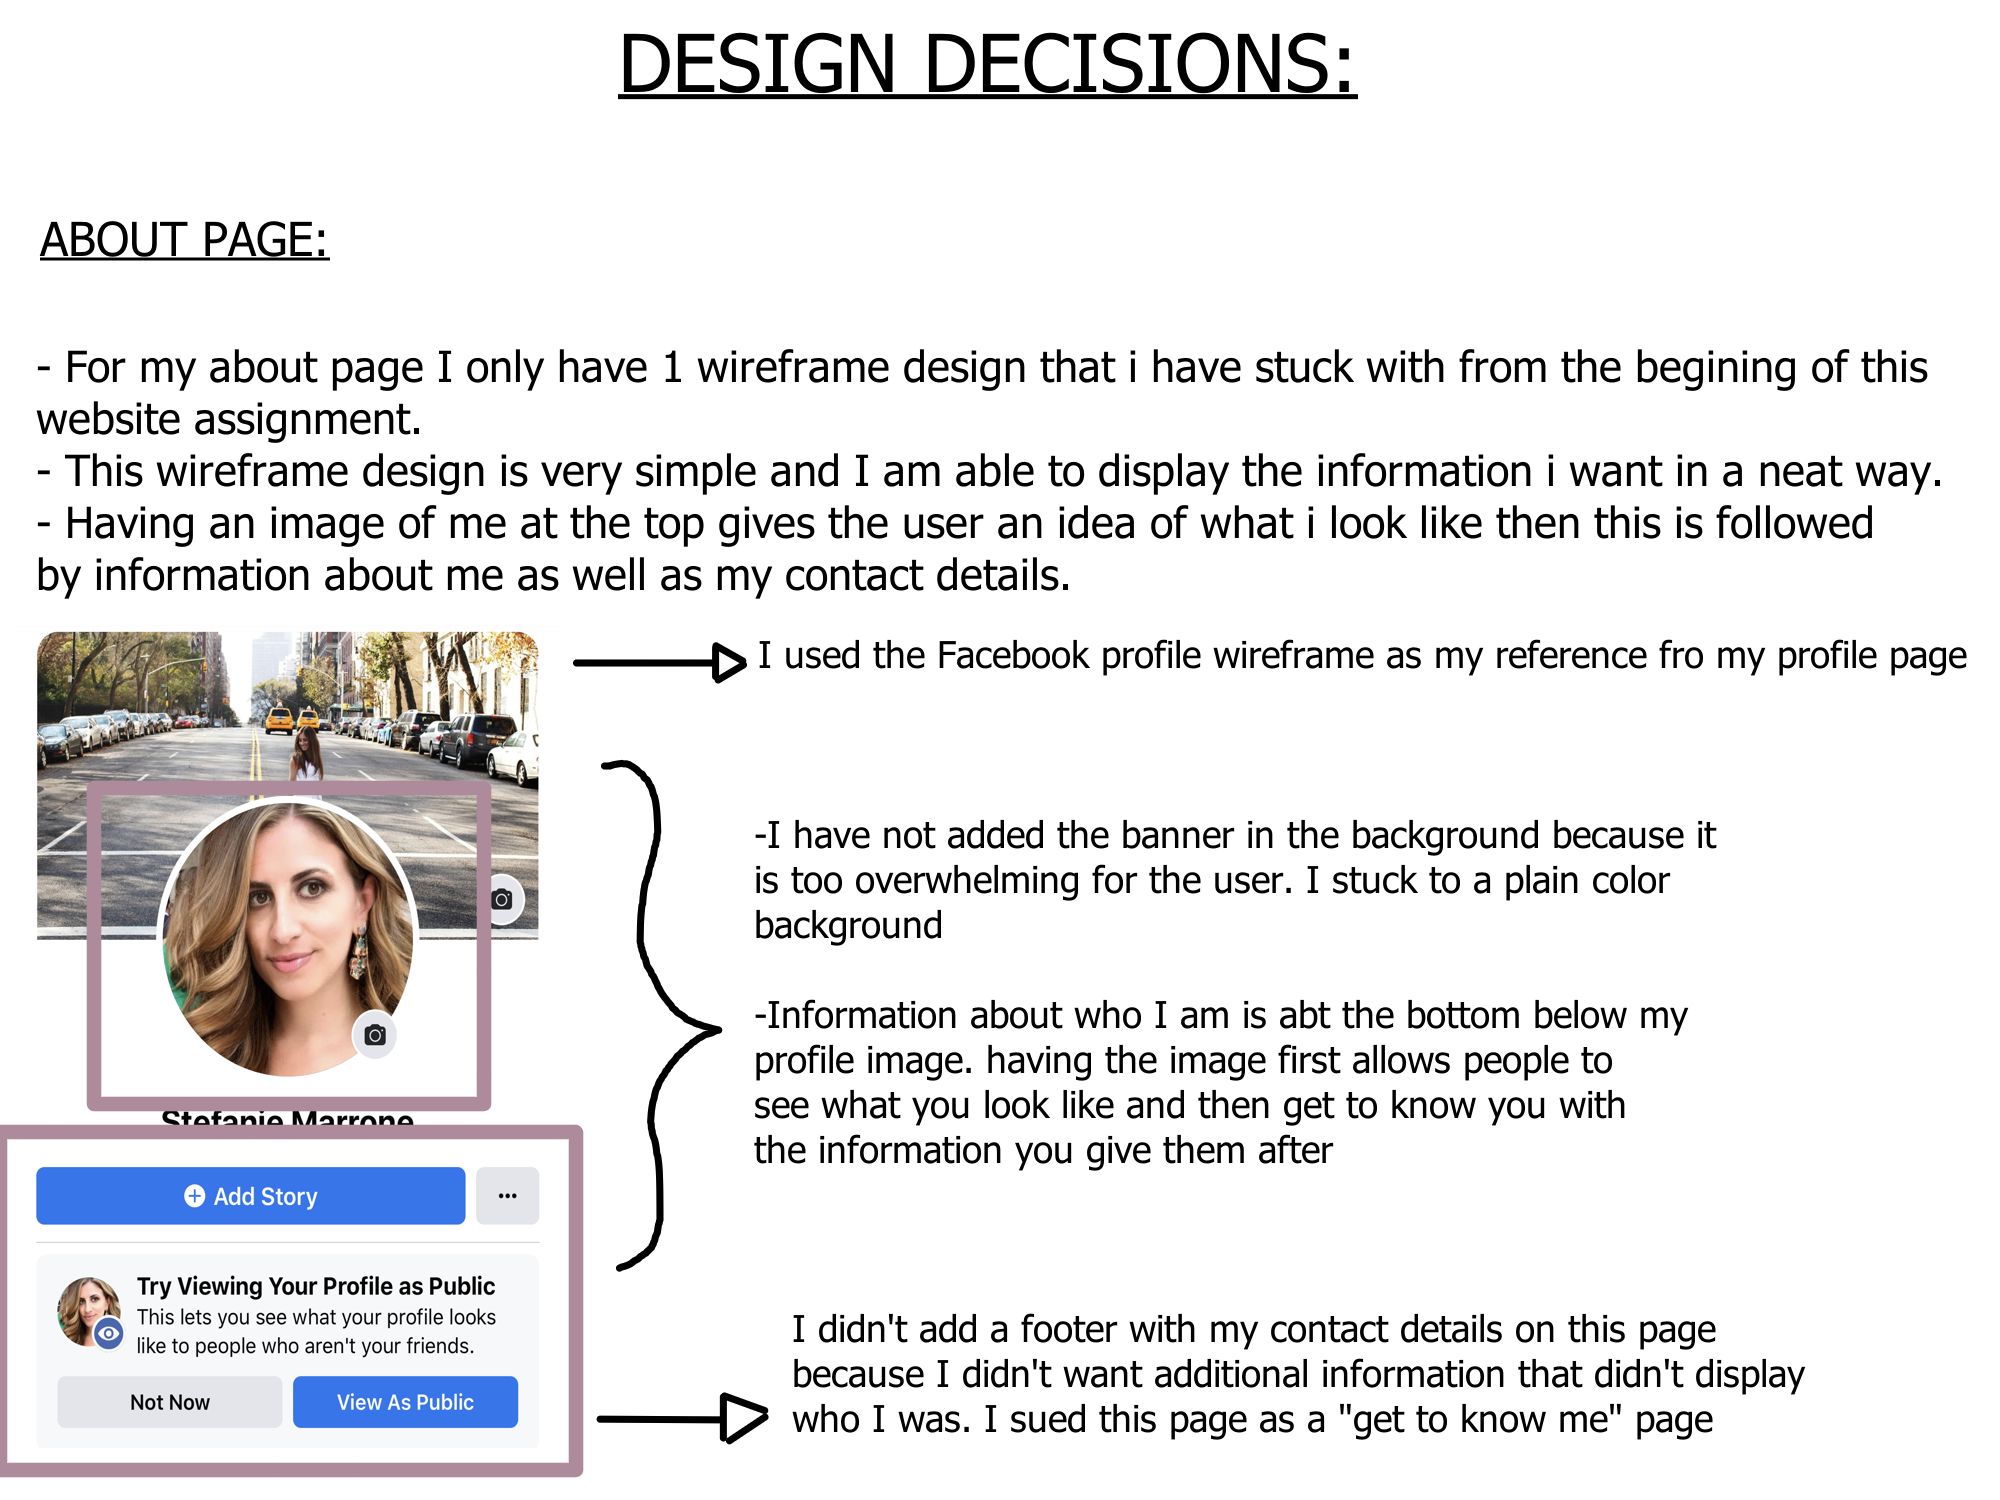 DESIGN DECISIONS:
ABOUT PAGE:
- For my about page I only have 1 wireframe design that i have stuck with from the begining of this
website assignment.
- This wireframe design is very simple and I am able to display the information i want in a neat way.
- Having an image of me at the top gives the user an idea of what i look like then this is followed
by information about me as well as my contact details.
I used the Facebook profile wireframe as my reference fro my profile page
-I have not added the banner in the background because it
is too overwhelming for the user. I stuck to a plain color
background
-Information about who I am is abt the bottom below my
profile image. having the image first allows people to
see what you look like and then get to know you with
the information you give them after
Stefanie Marrone
Add Story
Try Viewing Your Profile as Public
This lets you see what your profile looks
like to people who aren't your friends.
Not Now
View As Public
I didn't add a footer with my contact details on this page
because I didn't want additional information that didn't display
who I was. I sued this page as a "get to know me" page